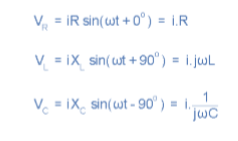 V_R = iR sin(ωt + 0°) = i.R
V_L = iX_L sin(ωt + 90°) = i.jωL
V_C = iX_C sin(ωt - 90°) = i. 1/jωC